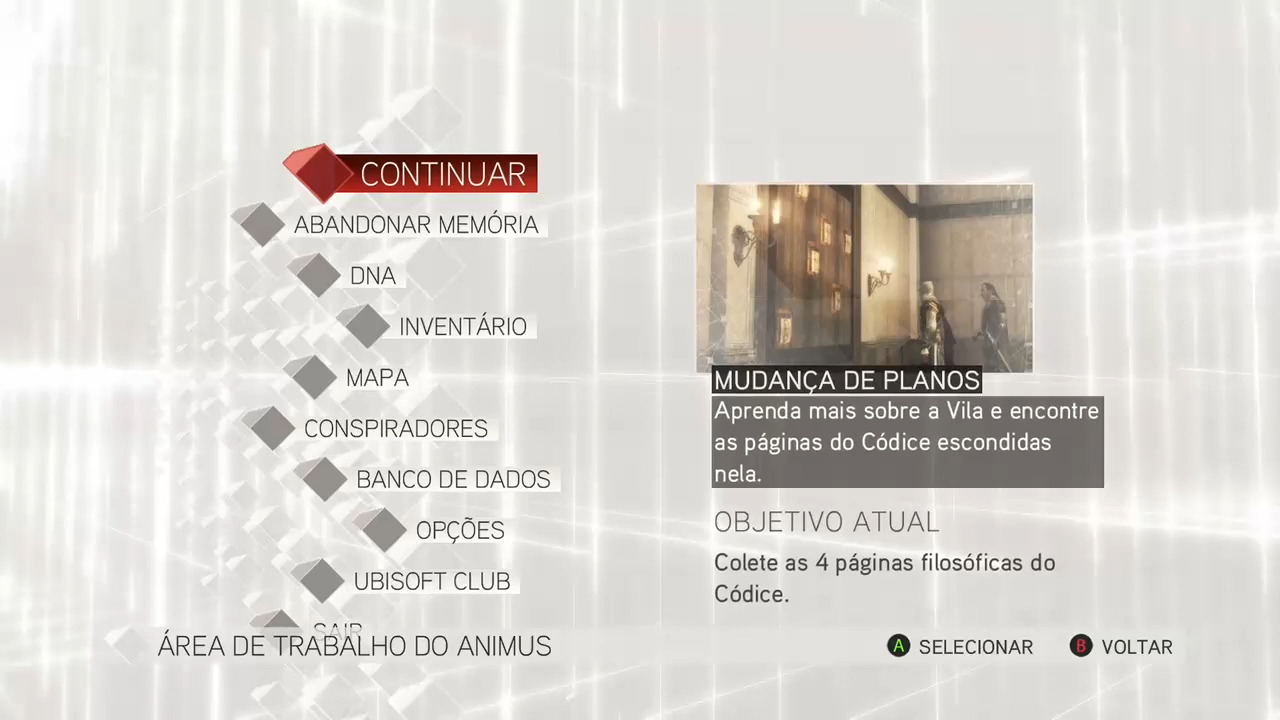 CONTINUAR
ABANDONAR MEMÓRIA
DNA
INVENTÁRIO
MAPA
CONSPIRADORES
BANCO DE DADOS
OPÇÕES
UBISOFT CLUB
SAIR
MUDANÇA DE PLANOS
Aprenda mais sobre a Vila e encontre
as páginas do Códice escondidas
nela.
OBJETIVO ATUAL
Colete as 4 páginas filosóficas do
Códice.
ÁREA DE TRABALHO DO ANIMUS
A SELECIONAR
B VOLTAR